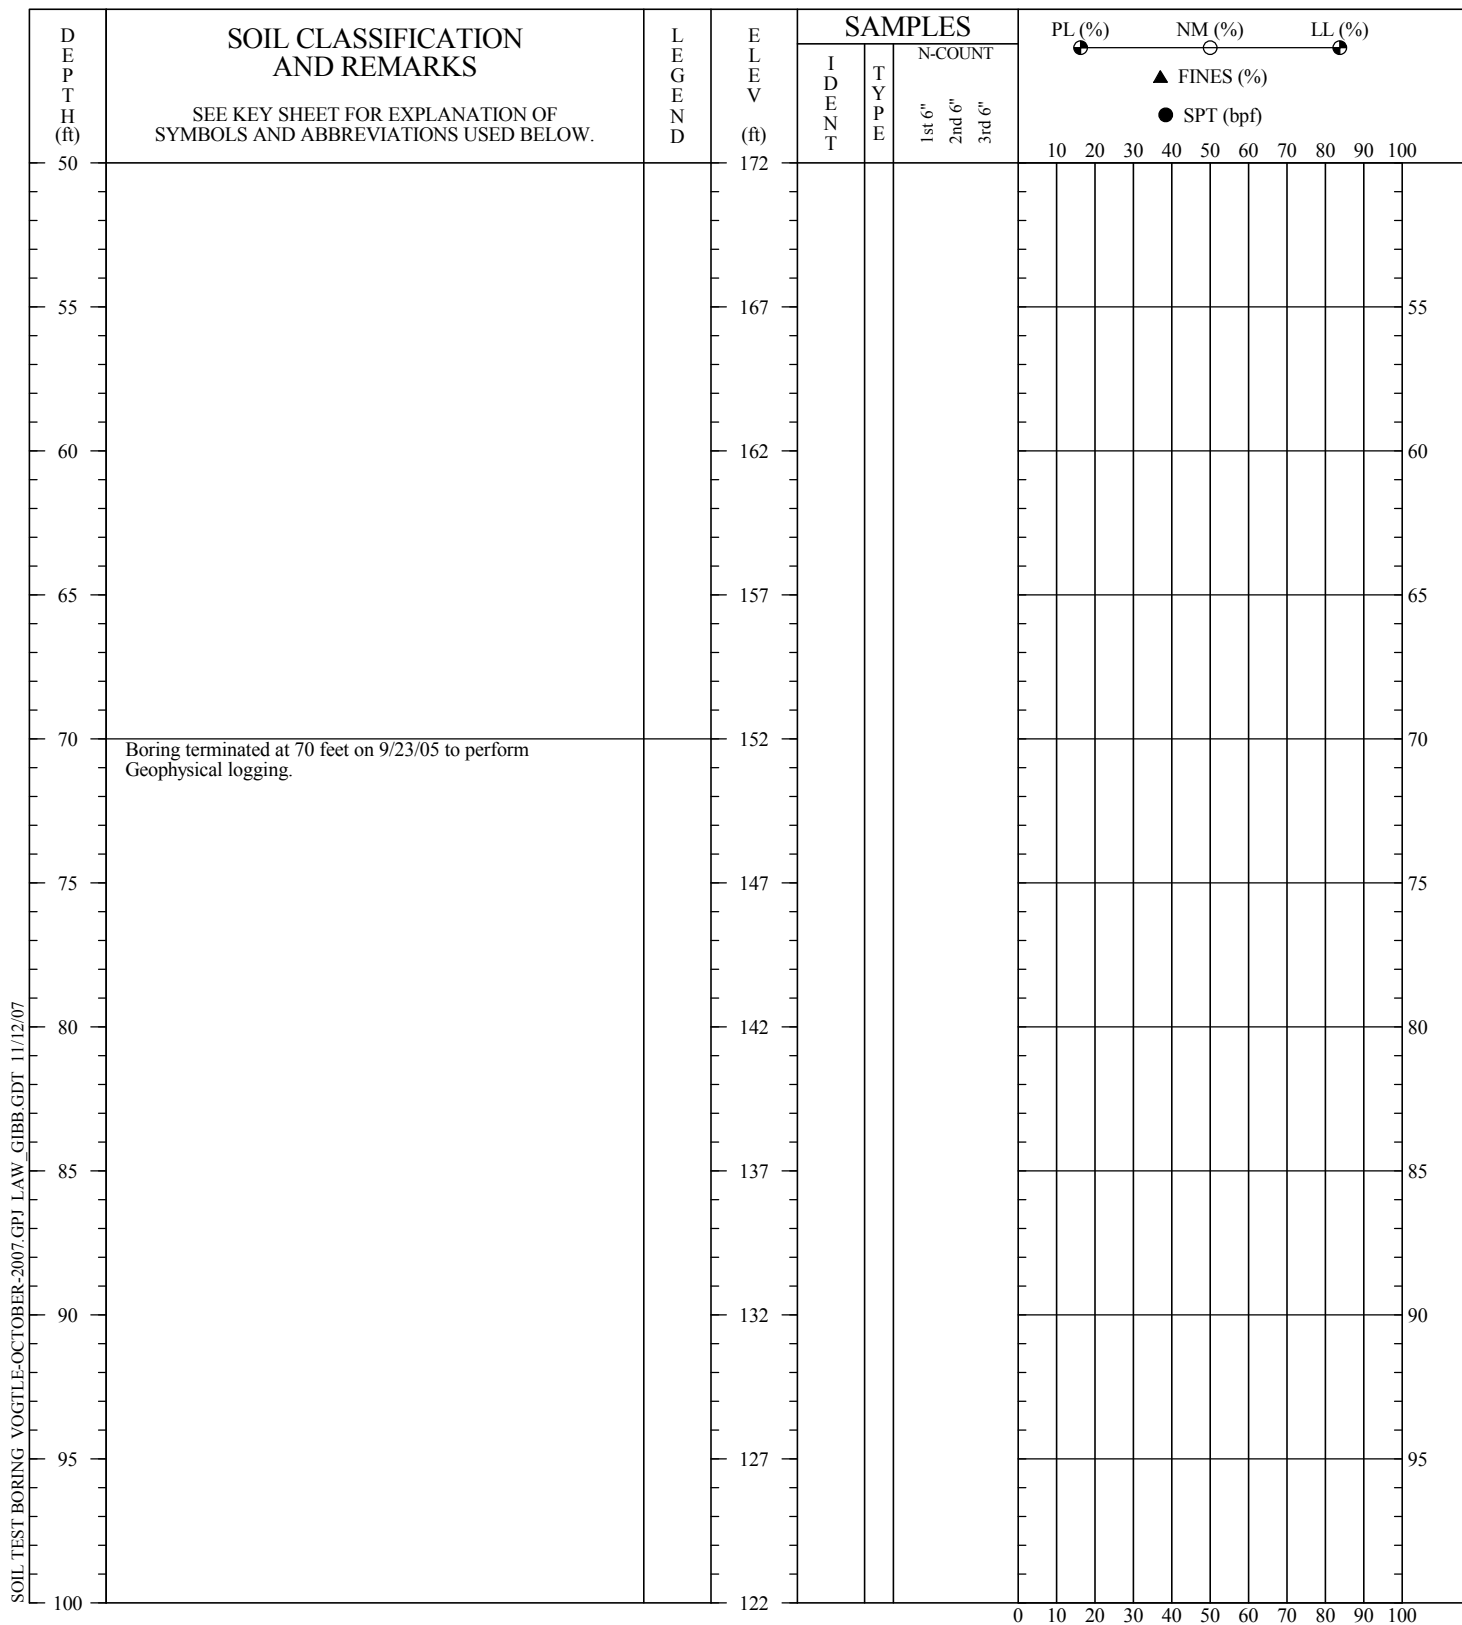 DEPTH (ft)
SOIL CLASSIFICATION
AND REMARKS
SEE KEY SHEET FOR EXPLANATION OF
SYMBOLS AND ABBREVIATIONS USED BELOW.
LEGEND
ELEV (ft)
SAMPLES
IDENT
TYPE
N-COUNT
1st 6"
2nd 6"
3rd 6"
PL (%) NM (%) LL (%)
FINES (%)
SPT (bpf)
10 20 30 40 50 60 70 80 90 100
50 172
55 167 55
60 162 60
65 157 65
70 152 70
Boring terminated at 70 feet on 9/23/05 to perform
Geophysical logging.
75 147 75
80 142 80
85 137 85
90 132 90
95 127 95
100 122
0 10 20 30 40 50 60 70 80 90 100
SOIL TEST BORING VOGTLE-OCTOBER-2007.GPJ LAW_GIBB.GDT 11/12/07